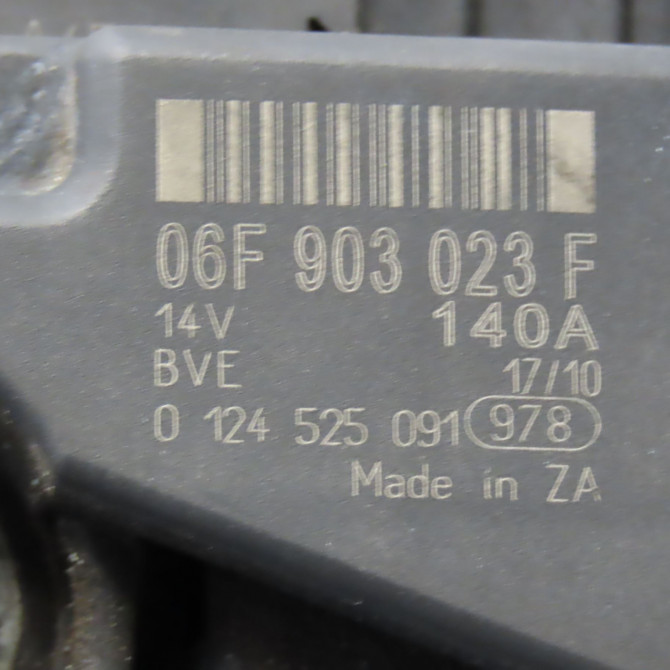 06F 903 023 F
14V 140A
BVE 17/10
0 124 525 091 978
Made in ZA